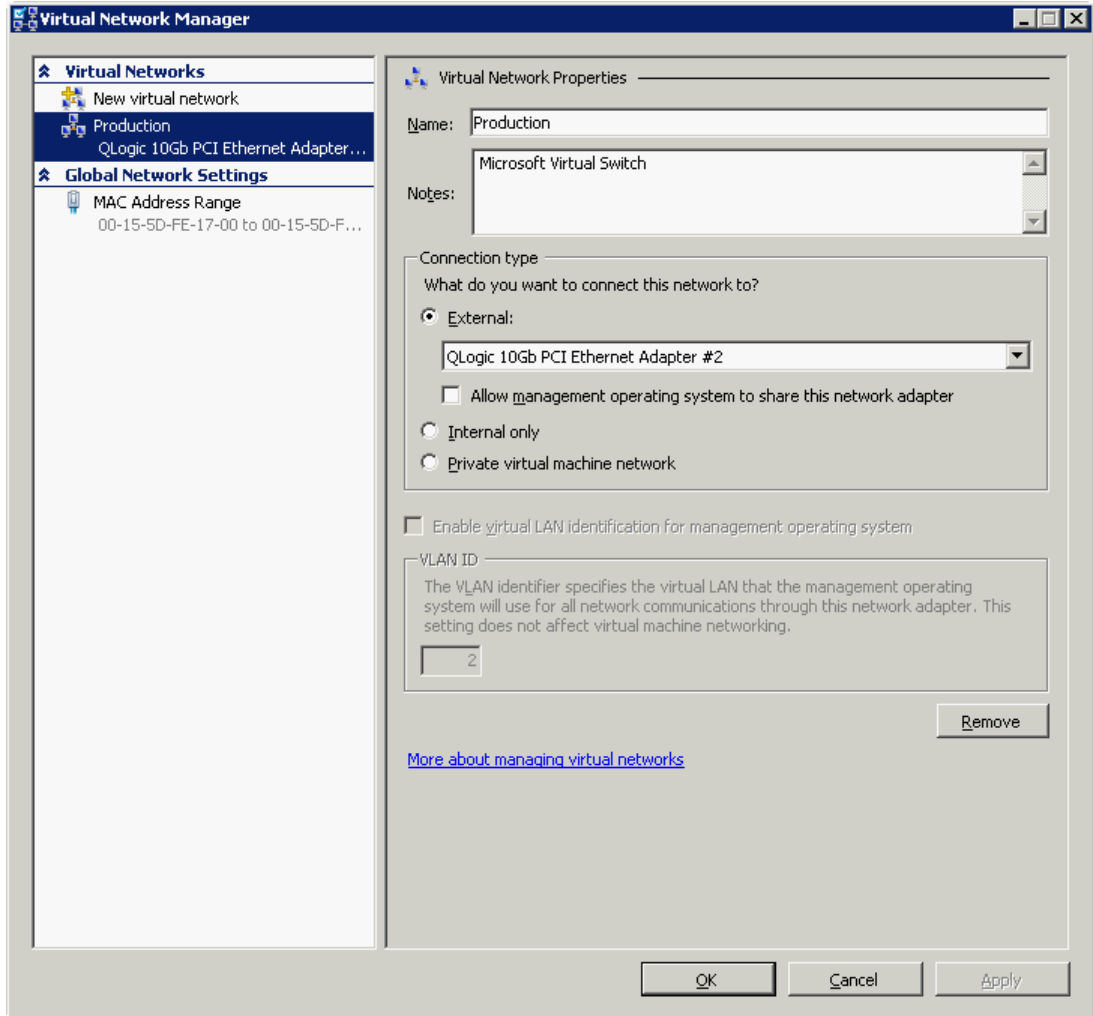 Virtual Network Manager
Virtual Networks
New virtual network
Production
QLogic 10Gb PCI Ethernet Adapter...
Global Network Settings
MAC Address Range
00-15-5D-FE-17-00 to 00-15-5D-F...
Virtual Network Properties
Name: Production
Notes: Microsoft Virtual Switch
Connection type
What do you want to connect this network to?
External:
QLogic 10Gb PCI Ethernet Adapter #2
Allow management operating system to share this network adapter
Internal only
Private virtual machine network
Enable virtual LAN identification for management operating system
VLAN ID
The VLAN identifier specifies the virtual LAN that the management operating
system will use for all network communications through this network adapter. This
setting does not affect virtual machine networking.
2
Remove
More about managing virtual networks
OK Cancel Apply